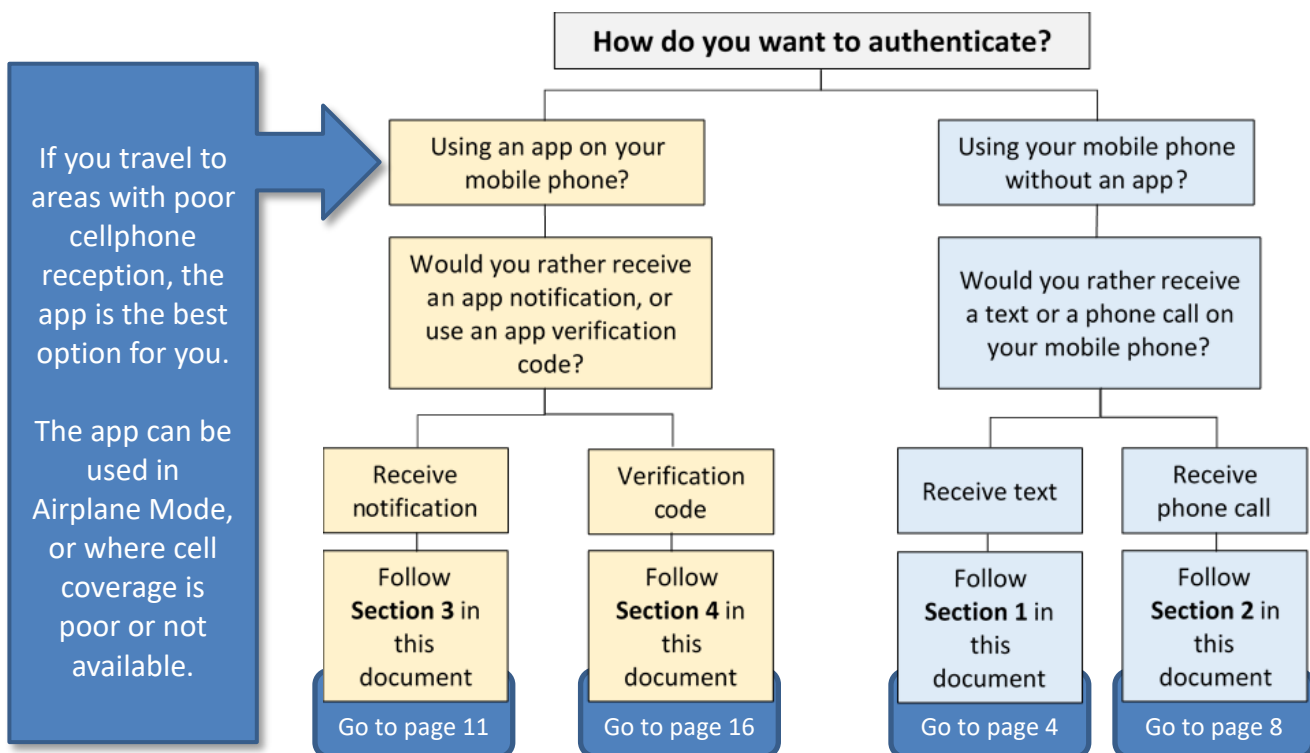 How do you want to authenticate?
If you travel to
areas with poor
cellphone
reception, the
app is the best
option for you.
The app can be
used in
Airplane Mode,
or where cell
coverage is
poor or not
available.
Using an app on your
mobile phone?
Using your mobile phone
without an app?
Would you rather receive
an app notification, or
use an app verification
code?
Would you rather receive
a text or a phone call on
your mobile phone?
Receive
notification
Verification
code
Receive text
Receive
phone call
Follow
Section 3 in
this
document
Follow
Section 4 in
this
document
Follow
Section 1 in
this
document
Follow
Section 2 in
this
document
Go to page 11
Go to page 16
Go to page 4
Go to page 8